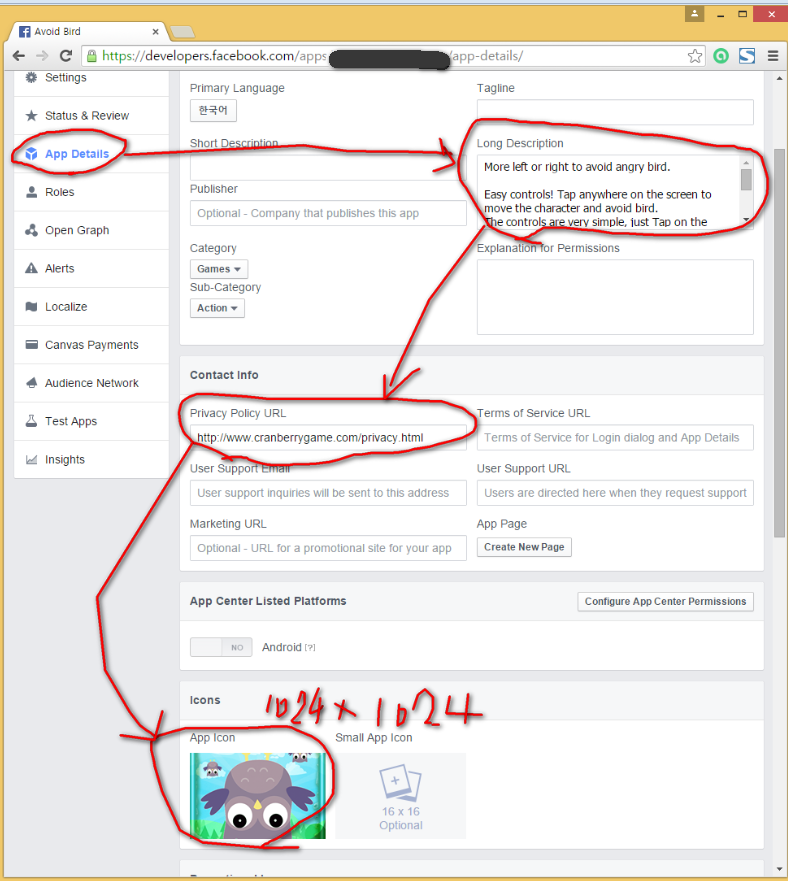 Avoid Bird
https://developers.facebook.com/apps
/app-details/
Settings
Status & Review
App Details
Roles
Open Graph
Alerts
Localize
Canvas Payments
Audience Network
Test Apps
Insights
Primary Language
한국어
Tagline
Short Description
Long Description
More left or right to avoid angry bird.
Easy controls! Tap anywhere on the screen to
move the character and avoid bird.
The controls are very simple, just Tap on the
Publisher
Optional - Company that publishes this app
Category
Games
Sub-Category
Action
Explanation for Permissions
Contact Info
Privacy Policy URL
http://www.cranberrygame.com/privacy.html
Terms of Service URL
Terms of Service for Login dialog and App Details
User Support Email
User support inquiries will be sent to this address
User Support URL
Users are directed here when they request support
Marketing URL
Optional - URL for a promotional site for your app
App Page
Create New Page
App Center Listed Platforms
Configure App Center Permissions
NO
Android [?]
Icons
1024 x 1024
App Icon
Small App Icon
16 x 16
Optional